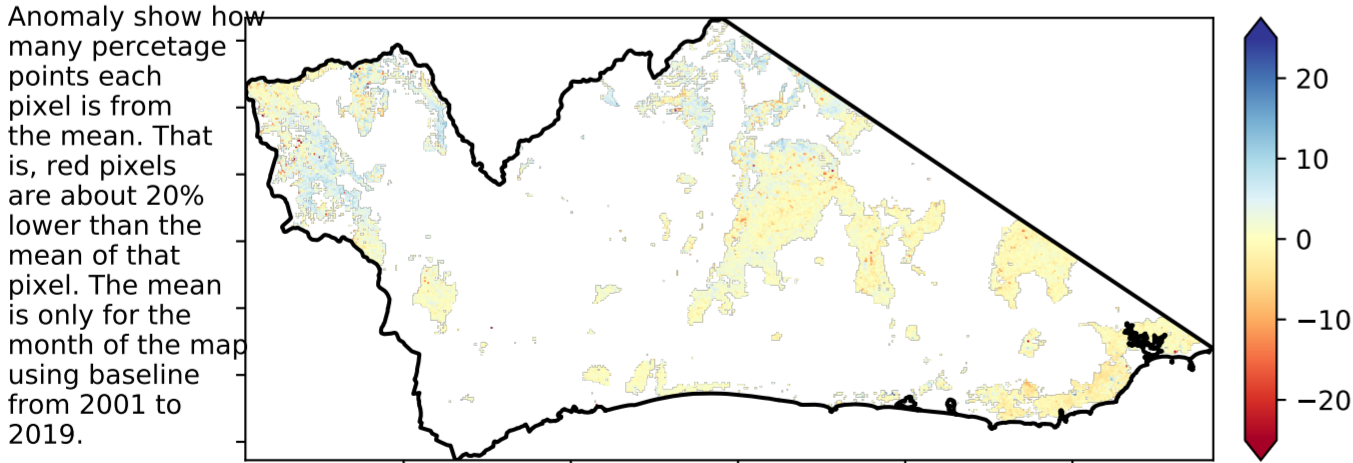 Anomaly show how
many percetage
points each
pixel is from
the mean. That
is, red pixels
are about 20%
lower than the
mean of that
pixel. The mean
is only for the
month of the map
using baseline
from 2001 to
2019.
20
10
0
−10
−20